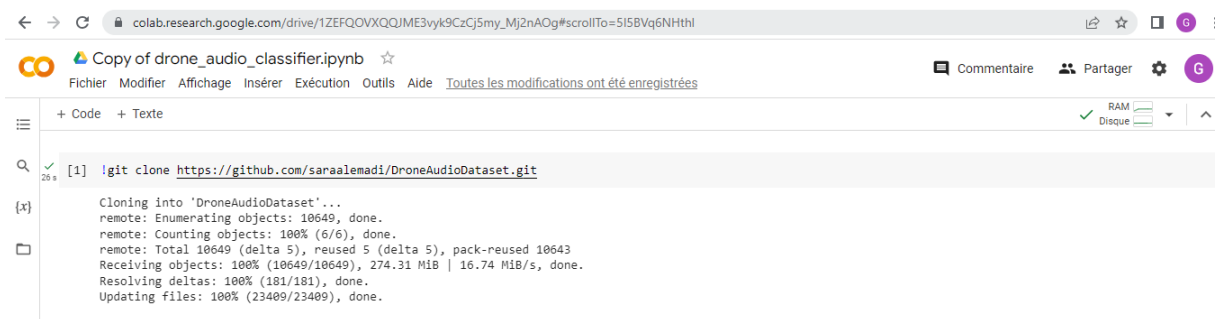 colab.research.google.com/drive/1ZEFQOVXQQJME3vyk9CzCj5my_Mj2nAOg#scrollTo=5I5BVq6NHthI
G
CO Copy of drone_audio_classifier.ipynb
Commentaire Partager G
Fichier Modifier Affichage Insérer Exécution Outils Aide Toutes les modifications ont été enregistrées
+ Code + Texte
RAM
Disque
[1] !git clone https://github.com/saraalemadi/DroneAudioDataset.git
26 s
{x}
Cloning into 'DroneAudioDataset'...
remote: Enumerating objects: 10649, done.
remote: Counting objects: 100% (6/6), done.
remote: Total 10649 (delta 5), reused 5 (delta 5), pack-reused 10643
Receiving objects: 100% (10649/10649), 274.31 MiB | 16.74 MiB/s, done.
Resolving deltas: 100% (181/181), done.
Updating files: 100% (23409/23409), done.